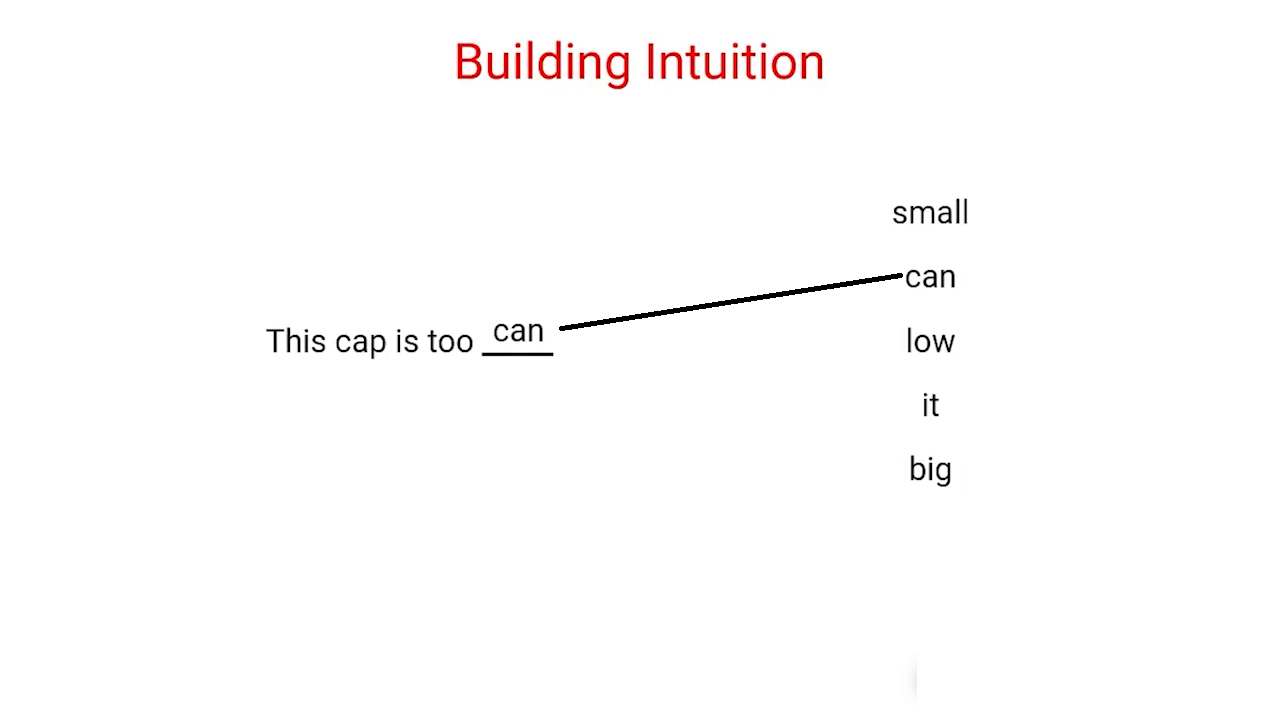 Building Intuition
This cap is too can
small
can
low
it
big